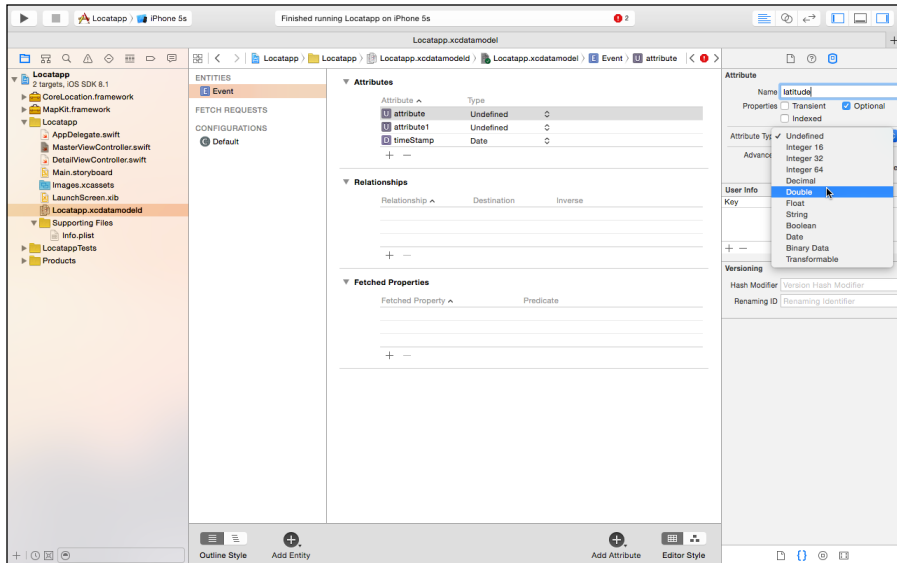 Locatapp iPhone 5s
Finished running Locatapp on iPhone 5s
2
Locatapp.xcdatamodel
Locatapp
2 targets, iOS SDK 8.1
CoreLocation.framework
MapKit.framework
Locatapp
AppDelegate.swift
MasterViewController.swift
DetailViewController.swift
Main.storyboard
Images.xcassets
LaunchScreen.xib
Locatapp.xcdatamodeld
Supporting Files
Info.plist
LocatappTests
Products
Locatapp Locatapp Locatapp.xcdatamodeld Locatapp.xcdatamodel E Event U attribute
ENTITIES
E Event
FETCH REQUESTS
CONFIGURATIONS
C Default
Attributes
Attribute Type
U attribute Undefined
U attribute1 Undefined
D timeStamp Date
+ −
Relationships
Relationship Destination Inverse
+ −
Fetched Properties
Fetched Property Predicate
+ −
Outline Style Add Entity Add Attribute Editor Style
Attribute
Name latitude
Properties Transient Optional
Indexed
Attribute Typ ✓ Undefined
Integer 16
Integer 32
Advance
Integer 64
Decimal
Double
Float
String
Boolean
Date
Binary Data
Transformable
User Info
Key
+ −
Versioning
Hash Modifier Version Hash Modifier
Renaming ID Renaming Identifier